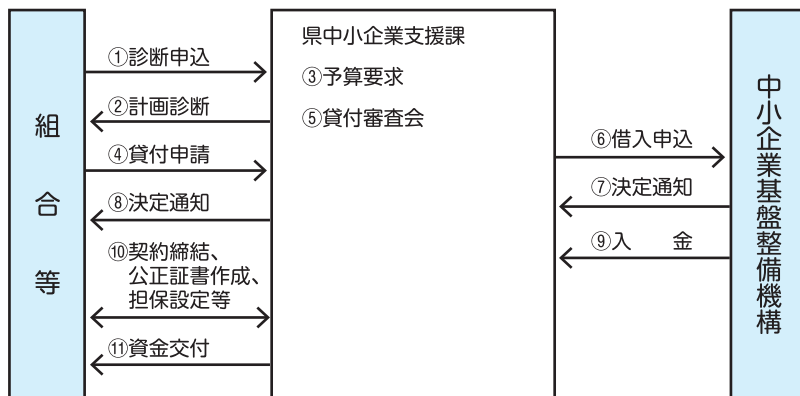 組合等
①診断申込
②計画診断
④貸付申請
⑧決定通知
⑩契約締結、
公正証書作成、
担保設定等
⑪資金交付
県中小企業支援課
③予算要求
⑤貸付審査会
⑥借入申込
⑦決定通知
⑨入　　金
中小企業基盤整備機構